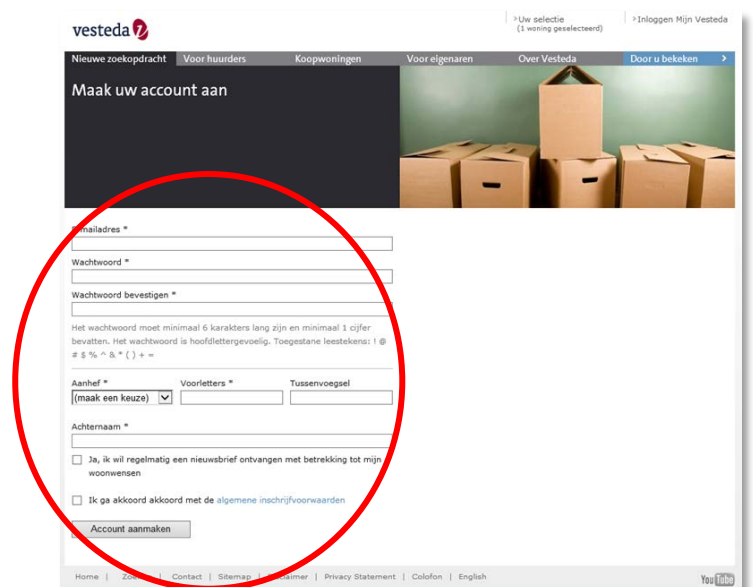 vesteda
>Uw selectie
(1 woning geselecteerd)
>Inloggen Mijn Vesteda
Nieuwe zoekopdracht Voor huurders Koopwoningen Voor eigenaren Over Vesteda Door u bekeken >
Maak uw account aan
E-mailadres *
Wachtwoord *
Wachtwoord bevestigen *
Het wachtwoord moet minimaal 6 karakters lang zijn en minimaal 1 cijfer
bevatten. Het wachtwoord is hoofdlettergevoelig. Toegestane leestekens: ! @
# $ % ^ & * ( ) + =
Aanhef * Voorletters * Tussenvoegsel
(maak een keuze)
Achternaam *
Ja, ik wil regelmatig een nieuwsbrief ontvangen met betrekking tot mijn
woonwensen
Ik ga akkoord akkoord met de algemene inschrijfvoorwaarden
Account aanmaken
Home | Contact | Sitemap | Disclaimer | Privacy Statement | Colofon | English
You Tube